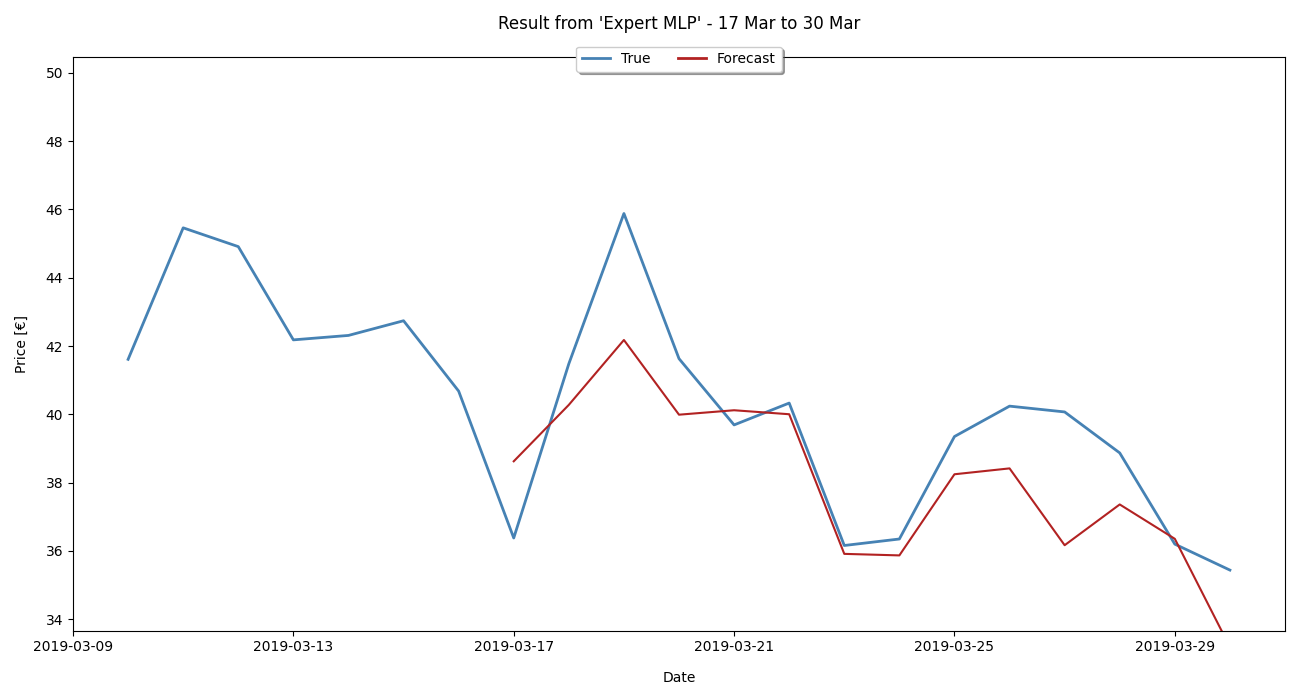 Result from 'Expert MLP' - 17 Mar to 30 Mar
True Forecast
50
48
46
44
42
40
38
36
34
Price [€]
2019-03-09 2019-03-13 2019-03-17 2019-03-21 2019-03-25 2019-03-29
Date